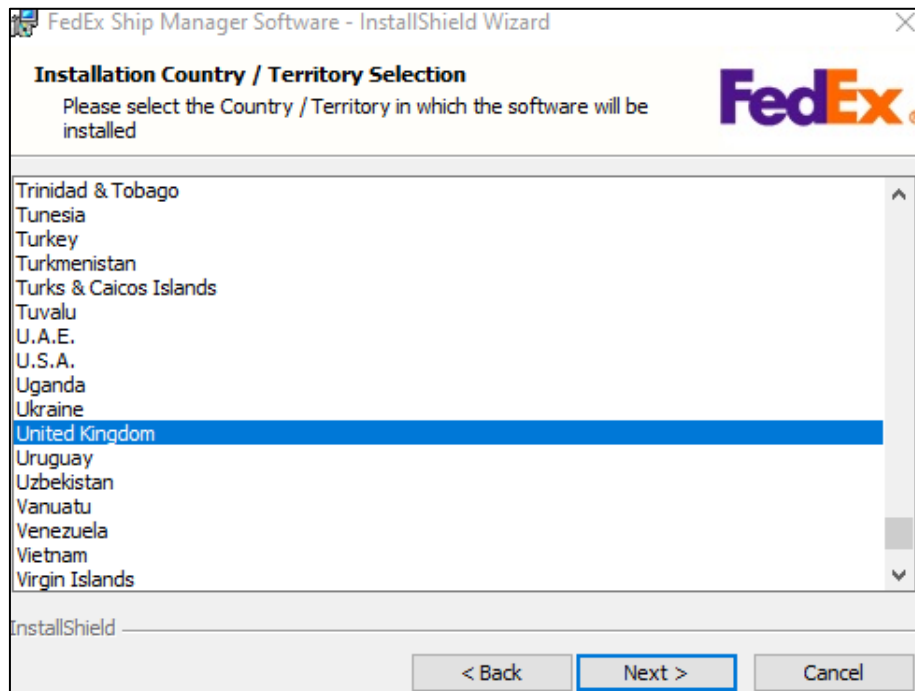 FedEx Ship Manager Software - InstallShield Wizard
Installation Country / Territory Selection
Please select the Country / Territory in which the software will be
installed
FedEx
Trinidad & Tobago
Tunesia
Turkey
Turkmenistan
Turks & Caicos Islands
Tuvalu
U.A.E.
U.S.A.
Uganda
Ukraine
United Kingdom
Uruguay
Uzbekistan
Vanuatu
Venezuela
Vietnam
Virgin Islands
InstallShield
< Back
Next >
Cancel